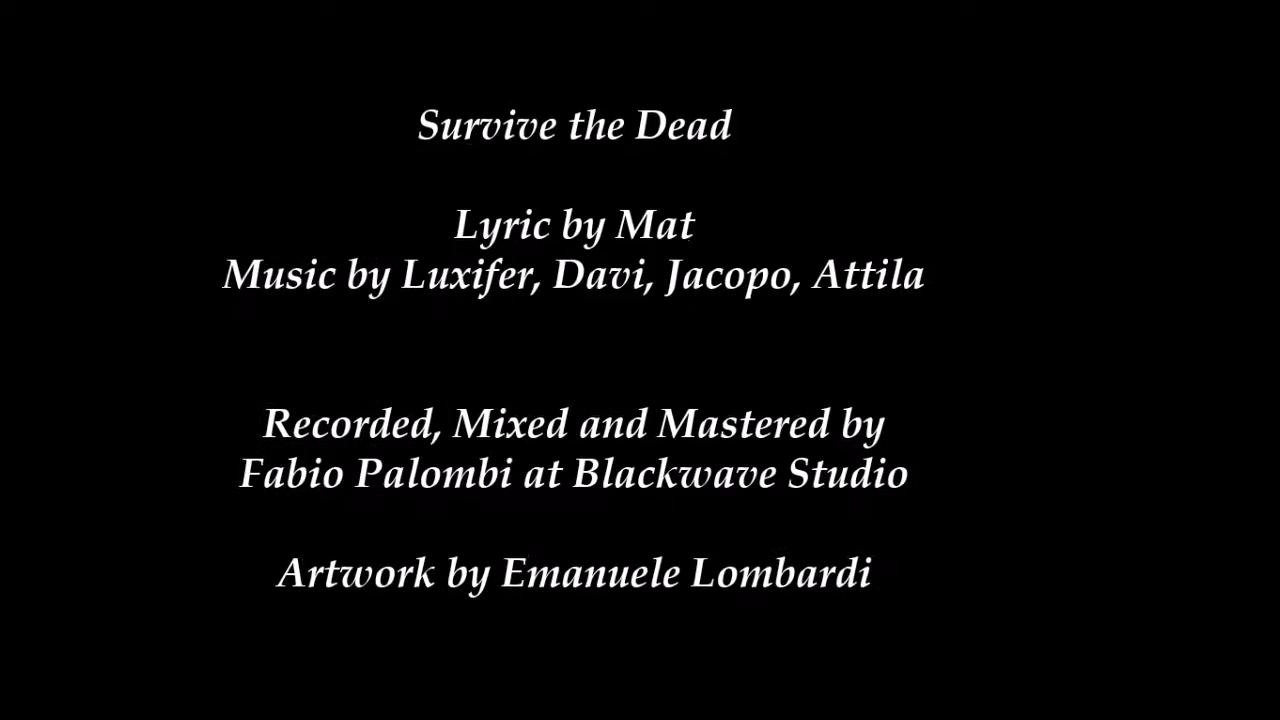 Survive the Dead
Lyric by Mat
Music by Luxifer, Davi, Jacopo, Attila
Recorded, Mixed and Mastered by
Fabio Palombi at Blackwave Studio
Artwork by Emanuele Lombardi